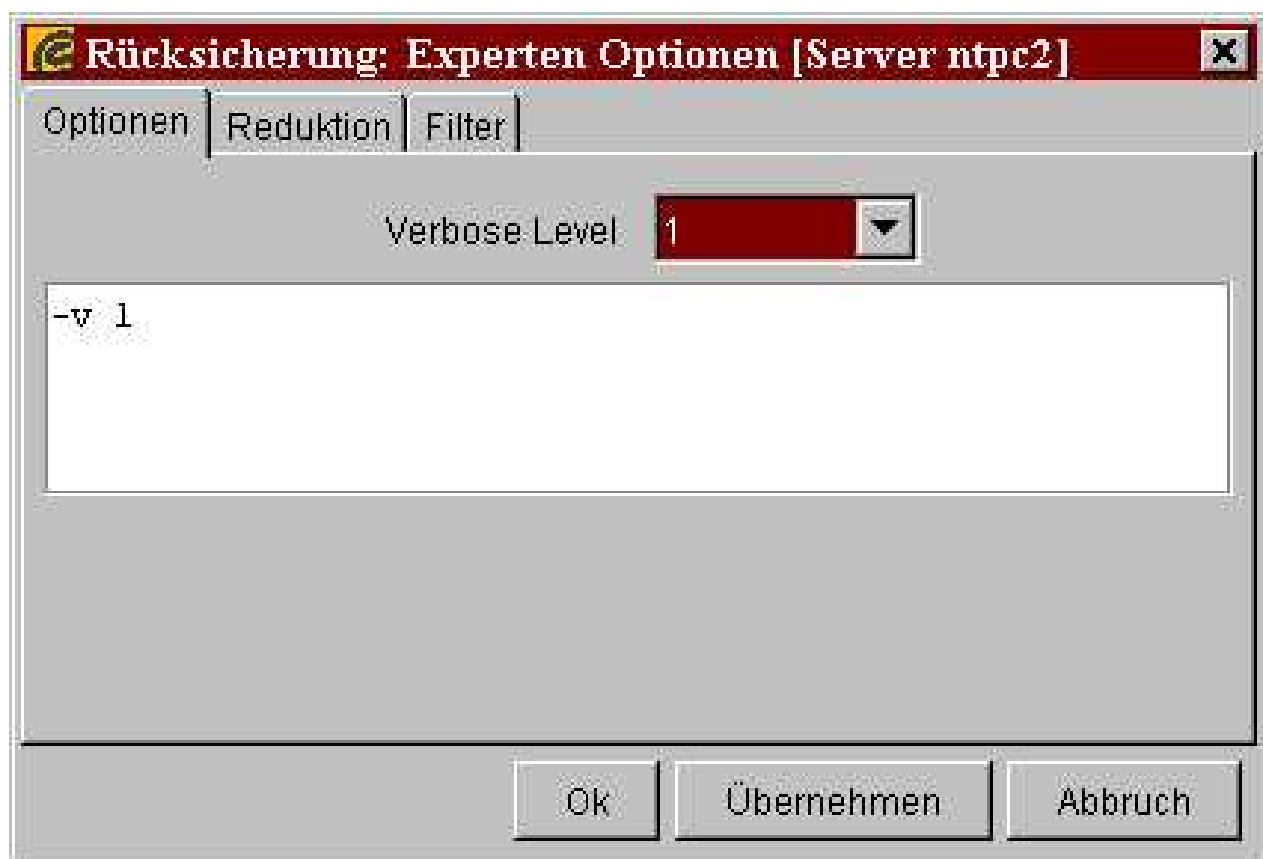 Rücksicherung: Experten Optionen [Server ntpc2]
Optionen Reduktion Filter
Verbose Level 1
-v 1
Ok Übernehmen Abbruch